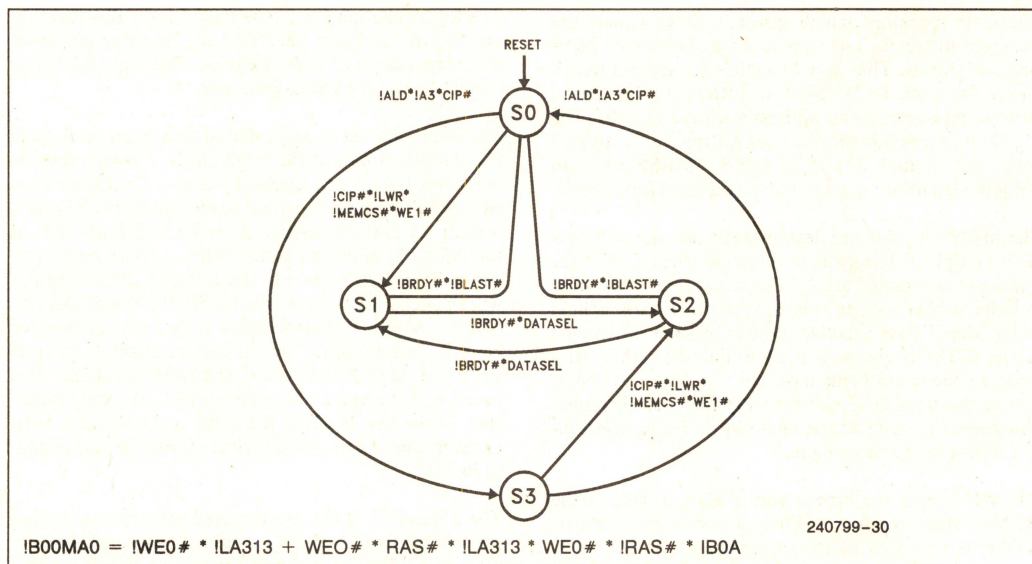 RESET
!ALD*!A3*CIP#
!ALD*!A3*CIP#
S0
!CIP#*!LWR*
!MEMCS#*WE1#
!BRDY#*!BLAST#
!BRDY#*!BLAST#
S1
S2
!BRDY#*DATASEL
!BRDY#*DATASEL
!CIP#*!LWR*
!MEMCS#*WE1#
S3
240799-30
!B00MA0 = !WE0# * !LA313 + WEO# * RAS# * !LA313 * WE0# * !RAS# * IB0A